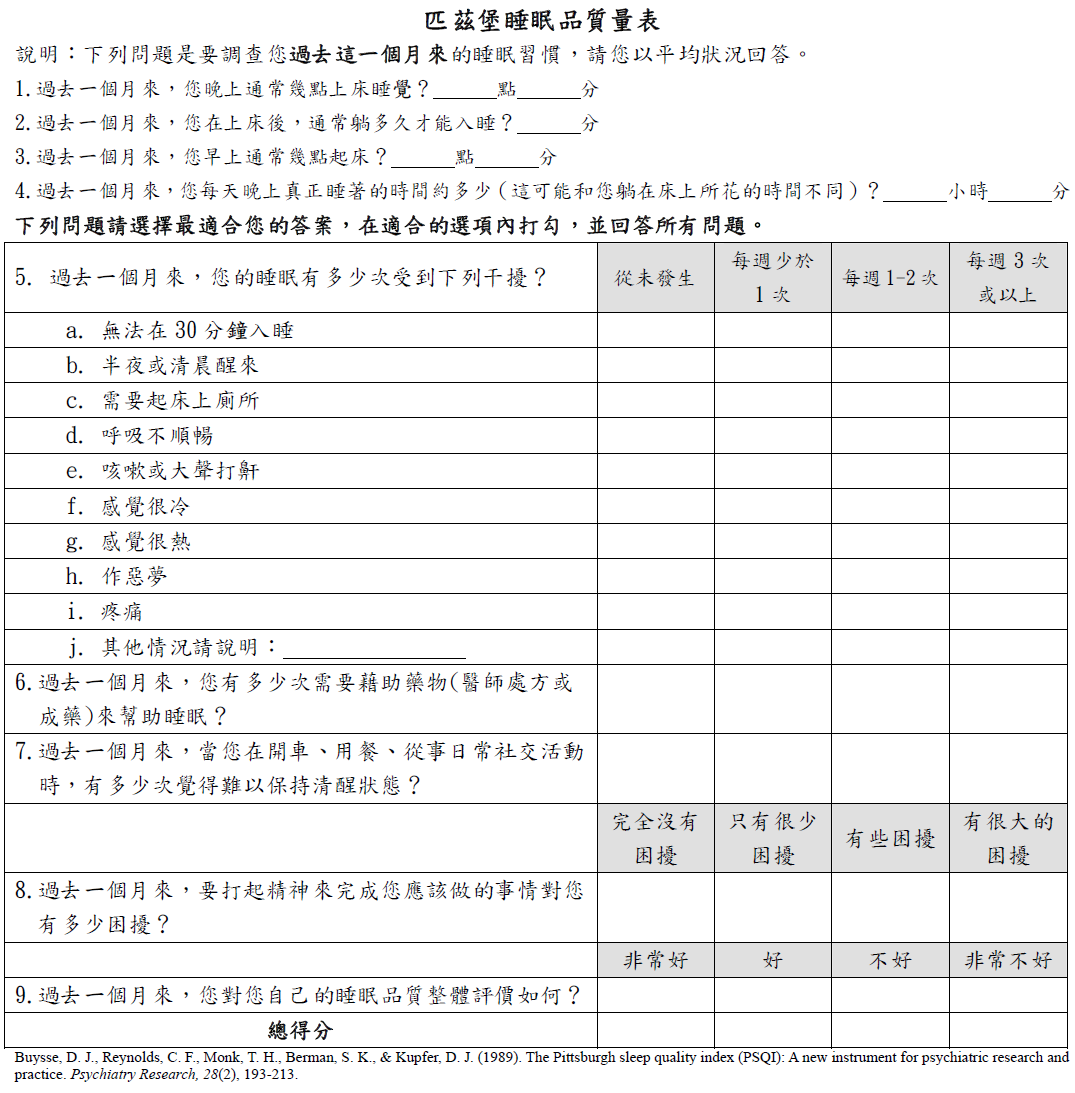 匹茲堡睡眠品質量表
說明：下列問題是要調查您過去這一個月來的睡眠習慣，請您以平均狀況回答。
1.過去一個月來，您晚上通常幾點上床睡覺？______點______分
2.過去一個月來，您在上床後，通常躺多久才能入睡？______分
3.過去一個月來，您早上通常幾點起床？______點______分
4.過去一個月來，您每天晚上真正睡著的時間約多少（這可能和您躺在床上所花的時間不同）？______小時______分
下列問題請選擇最適合您的答案，在適合的選項內打勾，並回答所有問題。
5. 過去一個月來，您的睡眠有多少次受到下列干擾？ 從未發生 每週少於1次 每週1-2次 每週3次或以上
a. 無法在30分鐘入睡
b. 半夜或清晨醒來
c. 需要起床上廁所
d. 呼吸不順暢
e. 咳嗽或大聲打鼾
f. 感覺很冷
g. 感覺很熱
h. 作惡夢
i. 疼痛
j. 其他情況請說明：________________
6.過去一個月來，您有多少次需要藉助藥物(醫師處方或
成藥)來幫助睡眠？
7.過去一個月來，當您在開車、用餐、從事日常社交活動
時，有多少次覺得難以保持清醒狀態？
完全沒有困擾 只有很少困擾 有些困擾 有很大的困擾
8.過去一個月來，要打起精神來完成您應該做的事情對您
有多少困擾？
非常好 好 不好 非常不好
9.過去一個月來，您對您自己的睡眠品質整體評價如何？
總得分
Buysse, D. J., Reynolds, C. F., Monk, T. H., Berman, S. K., & Kupfer, D. J. (1989). The Pittsburgh sleep quality index (PSQI): A new instrument for psychiatric research and
practice. Psychiatry Research, 28(2), 193-213.